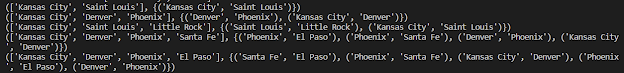 (['Kansas City', 'Saint Louis'], {('Kansas City', 'Saint Louis')})
(['Kansas City', 'Denver', 'Phoenix'], {('Denver', 'Phoenix'), ('Kansas City', 'Denver')})
(['Kansas City', 'Saint Louis', 'Little Rock'], {('Saint Louis', 'Little Rock'), ('Kansas City', 'Saint Louis')})
(['Kansas City', 'Denver', 'Phoenix', 'Santa Fe'], {('Phoenix', 'El Paso'), ('Phoenix', 'Santa Fe'), ('Denver', 'Phoenix'), ('Kansas City'
, 'Denver')})
(['Kansas City', 'Denver', 'Phoenix', 'El Paso'], {('Santa Fe', 'El Paso'), ('Phoenix', 'Santa Fe'), ('Kansas City', 'Denver'), ('Phoenix
', 'El Paso'), ('Denver', 'Phoenix')})